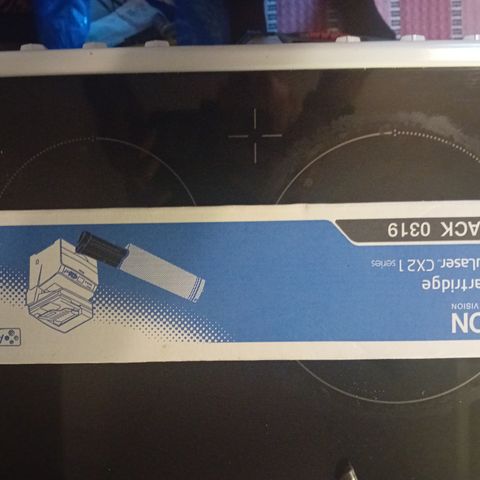 ON
VISION
artridge
uLaser. CX21 series
ACK 0319